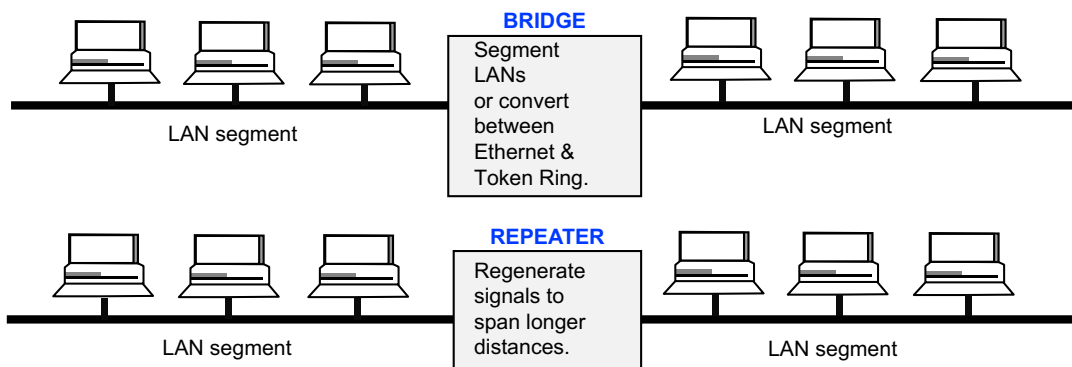 BRIDGE
Segment
LANs
or convert
between
Ethernet &
Token Ring.
LAN segment
LAN segment
REPEATER
Regenerate
signals to
span longer
distances.
LAN segment
LAN segment